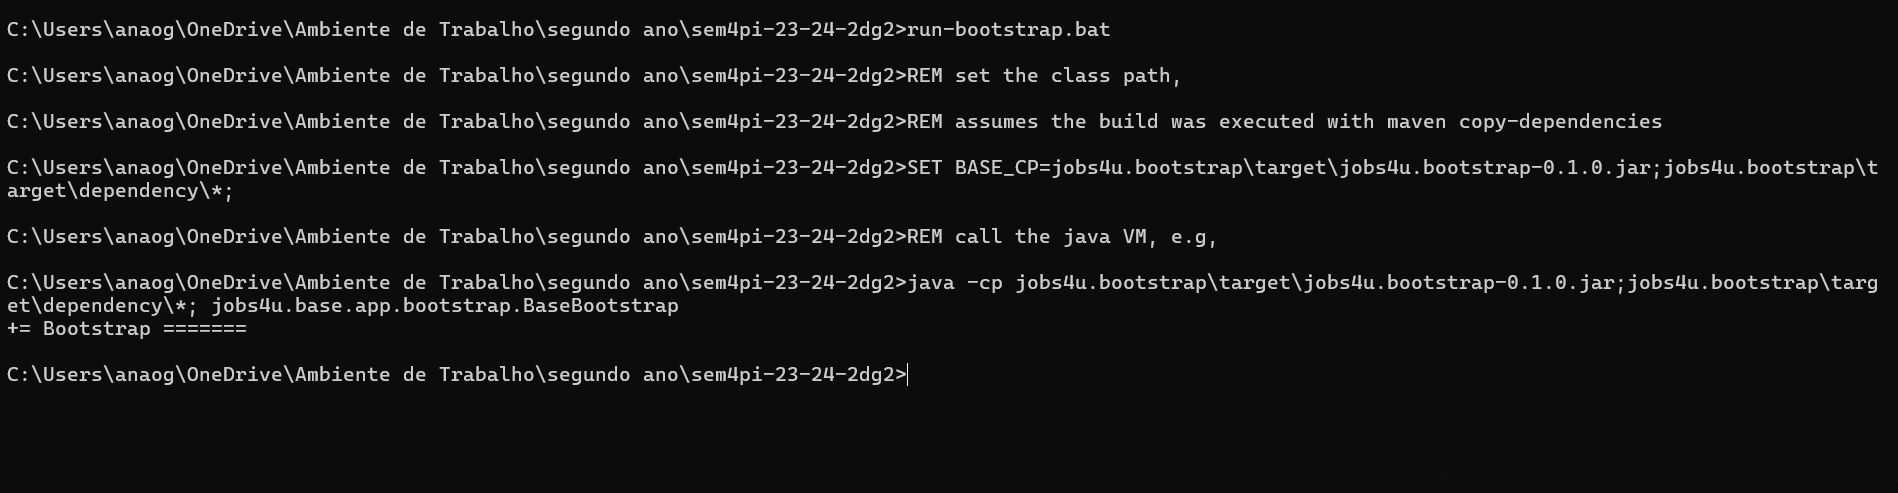 C:\Users\anaog\OneDrive\Ambiente de Trabalho\segundo ano\sem4pi-23-24-2dg2>run-bootstrap.bat
C:\Users\anaog\OneDrive\Ambiente de Trabalho\segundo ano\sem4pi-23-24-2dg2>REM set the class path,
C:\Users\anaog\OneDrive\Ambiente de Trabalho\segundo ano\sem4pi-23-24-2dg2>REM assumes the build was executed with maven copy-dependencies
C:\Users\anaog\OneDrive\Ambiente de Trabalho\segundo ano\sem4pi-23-24-2dg2>SET BASE_CP=jobs4u.bootstrap\target\jobs4u.bootstrap-0.1.0.jar;jobs4u.bootstrap\t
arget\dependency\*;
C:\Users\anaog\OneDrive\Ambiente de Trabalho\segundo ano\sem4pi-23-24-2dg2>REM call the java VM, e.g,
C:\Users\anaog\OneDrive\Ambiente de Trabalho\segundo ano\sem4pi-23-24-2dg2>java -cp jobs4u.bootstrap\target\jobs4u.bootstrap-0.1.0.jar;jobs4u.bootstrap\targ
et\dependency\*; jobs4u.base.app.bootstrap.BaseBootstrap
+= Bootstrap =======
C:\Users\anaog\OneDrive\Ambiente de Trabalho\segundo ano\sem4pi-23-24-2dg2>